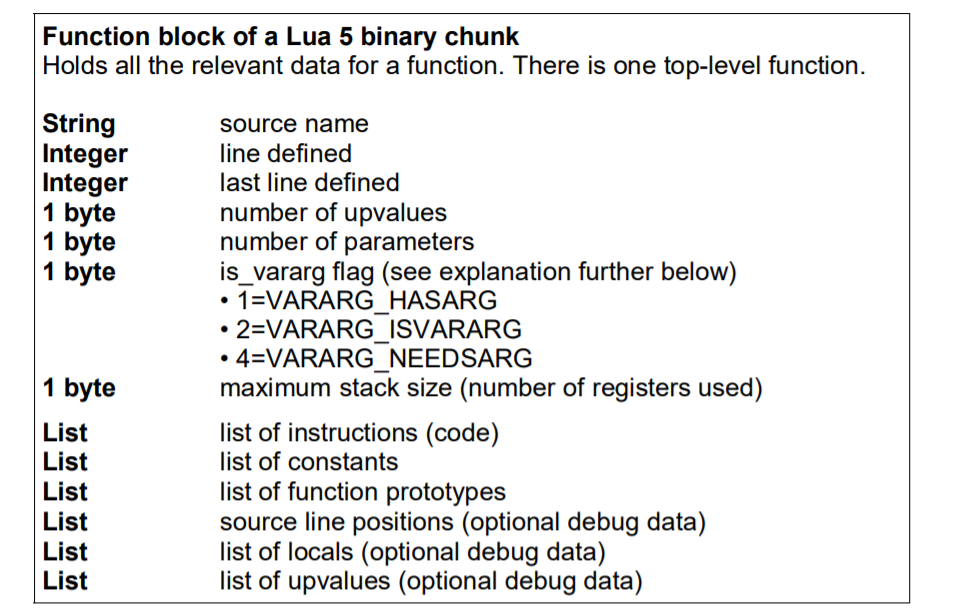 Function block of a Lua 5 binary chunk
Holds all the relevant data for a function. There is one top-level function.
String source name
Integer line defined
Integer last line defined
1 byte number of upvalues
1 byte number of parameters
1 byte is_vararg flag (see explanation further below)
• 1=VARARG_HASARG
• 2=VARARG_ISVARARG
• 4=VARARG_NEEDSARG
1 byte maximum stack size (number of registers used)
List list of instructions (code)
List list of constants
List list of function prototypes
List source line positions (optional debug data)
List list of locals (optional debug data)
List list of upvalues (optional debug data)